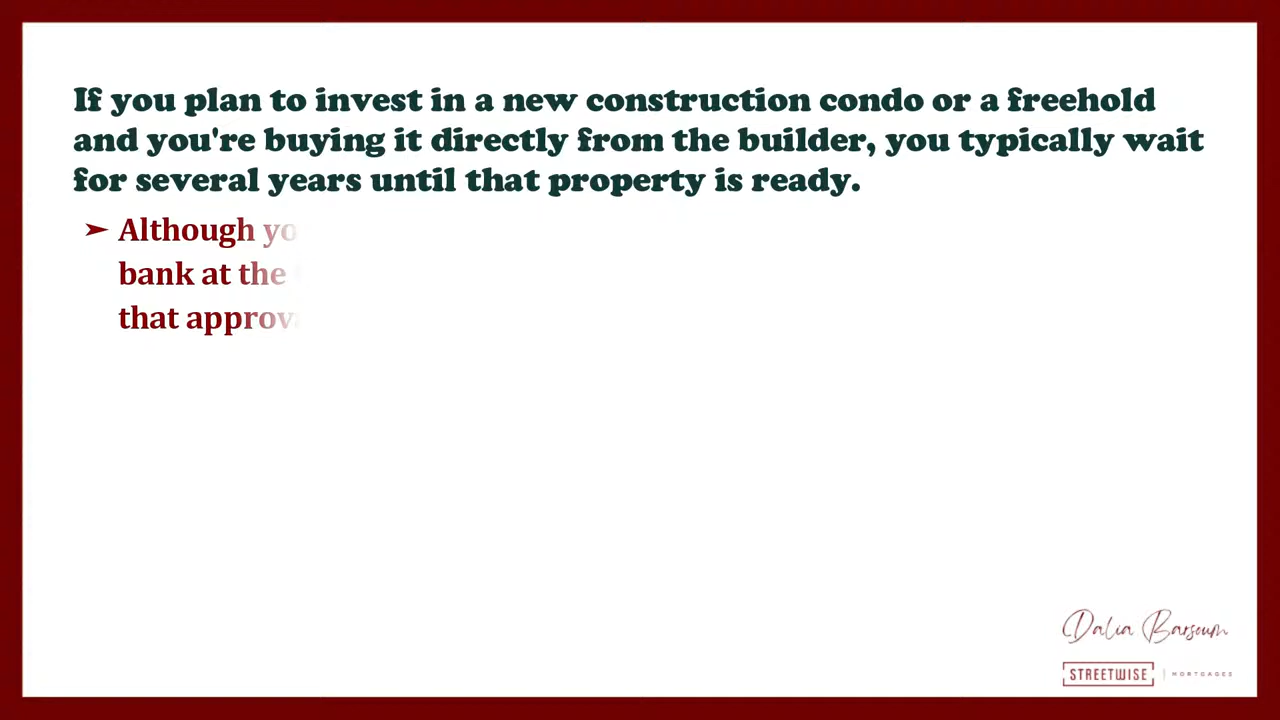 If you plan to invest in a new construction condo or a freehold
and you're buying it directly from the builder, you typically wait
for several years until that property is ready.
➤ Although
bank at the
that
Dalia Barsoum
STREETWISE | MORTGAGES